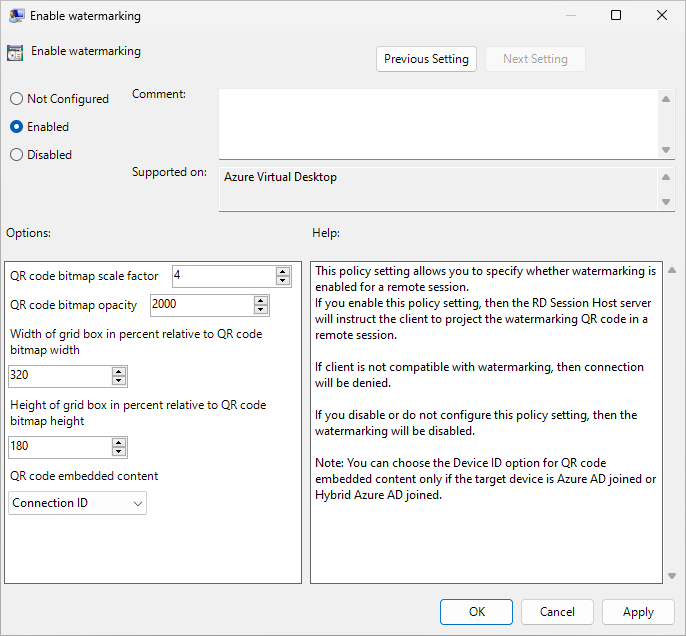 Enable watermarking
Enable watermarking
Previous Setting
Next Setting
Not Configured
Enabled
Disabled
Comment:
Supported on:
Azure Virtual Desktop
Options:
Help:
QR code bitmap scale factor
4
QR code bitmap opacity
2000
Width of grid box in percent relative to QR code
bitmap width
320
Height of grid box in percent relative to QR code
bitmap height
180
QR code embedded content
Connection ID
This policy setting allows you to specify whether watermarking is
enabled for a remote session.
If you enable this policy setting, then the RD Session Host server
will instruct the client to project the watermarking QR code in a
remote session.
If client is not compatible with watermarking, then connection
will be denied.
If you disable or do not configure this policy setting, then the
watermarking will be disabled.
Note: You can choose the Device ID option for QR code
embedded content only if the target device is Azure AD joined or
Hybrid Azure AD joined.
OK
Cancel
Apply